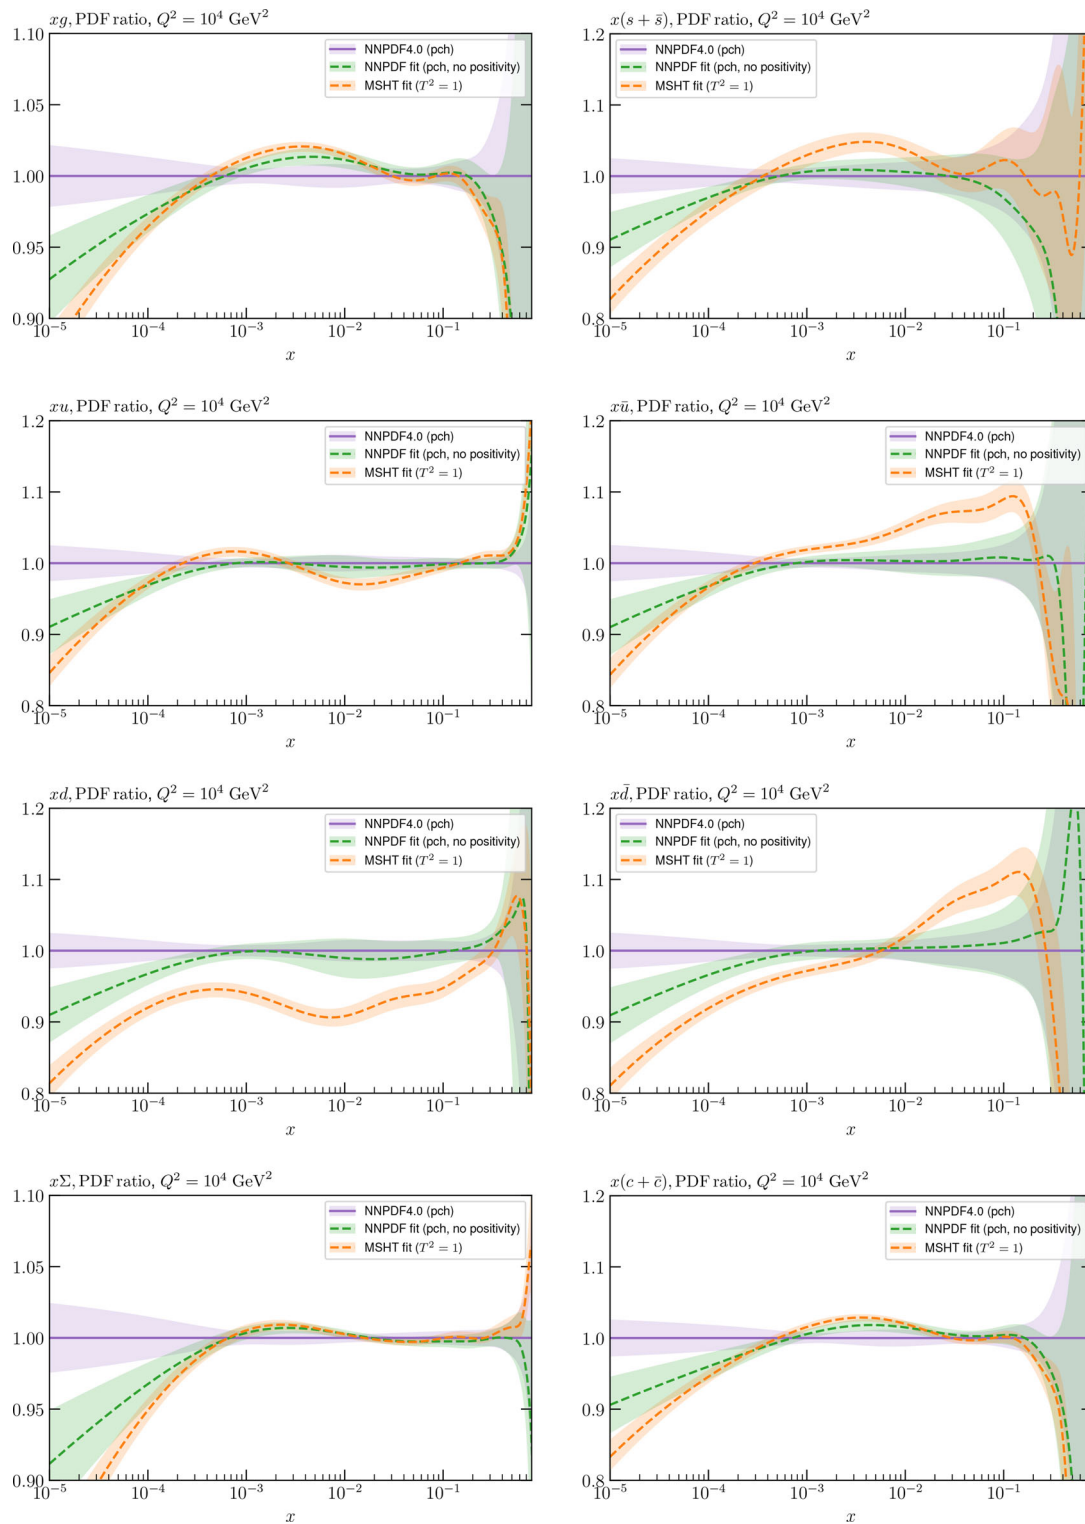 xg, PDF ratio, Q² = 10⁴ GeV²
1.10
1.05
1.00
0.95
0.90
NNPDF4.0 (pch)
NNPDF fit (pch, no positivity)
MSHT fit (T² = 1)
10⁻⁵ 10⁻⁴ 10⁻³ 10⁻² 10⁻¹
x
x(s + s̄), PDF ratio, Q² = 10⁴ GeV²
1.2
1.1
1.0
0.9
0.8
NNPDF4.0 (pch)
NNPDF fit (pch, no positivity)
MSHT fit (T² = 1)
10⁻⁵ 10⁻⁴ 10⁻³ 10⁻² 10⁻¹
x
xu, PDF ratio, Q² = 10⁴ GeV²
1.2
1.1
1.0
0.9
0.8
NNPDF4.0 (pch)
NNPDF fit (pch, no positivity)
MSHT fit (T² = 1)
10⁻⁵ 10⁻⁴ 10⁻³ 10⁻² 10⁻¹
x
xū, PDF ratio, Q² = 10⁴ GeV²
1.2
1.1
1.0
0.9
0.8
NNPDF4.0 (pch)
NNPDF fit (pch, no positivity)
MSHT fit (T² = 1)
10⁻⁵ 10⁻⁴ 10⁻³ 10⁻² 10⁻¹
x
xd, PDF ratio, Q² = 10⁴ GeV²
1.2
1.1
1.0
0.9
0.8
NNPDF4.0 (pch)
NNPDF fit (pch, no positivity)
MSHT fit (T² = 1)
10⁻⁵ 10⁻⁴ 10⁻³ 10⁻² 10⁻¹
x
xd̄, PDF ratio, Q² = 10⁴ GeV²
1.2
1.1
1.0
0.9
0.8
NNPDF4.0 (pch)
NNPDF fit (pch, no positivity)
MSHT fit (T² = 1)
10⁻⁵ 10⁻⁴ 10⁻³ 10⁻² 10⁻¹
x
xΣ, PDF ratio, Q² = 10⁴ GeV²
1.10
1.05
1.00
0.95
0.90
NNPDF4.0 (pch)
NNPDF fit (pch, no positivity)
MSHT fit (T² = 1)
10⁻⁵ 10⁻⁴ 10⁻³ 10⁻² 10⁻¹
x
x(c + c̄), PDF ratio, Q² = 10⁴ GeV²
1.2
1.1
1.0
0.9
0.8
NNPDF4.0 (pch)
NNPDF fit (pch, no positivity)
MSHT fit (T² = 1)
10⁻⁵ 10⁻⁴ 10⁻³ 10⁻² 10⁻¹
x